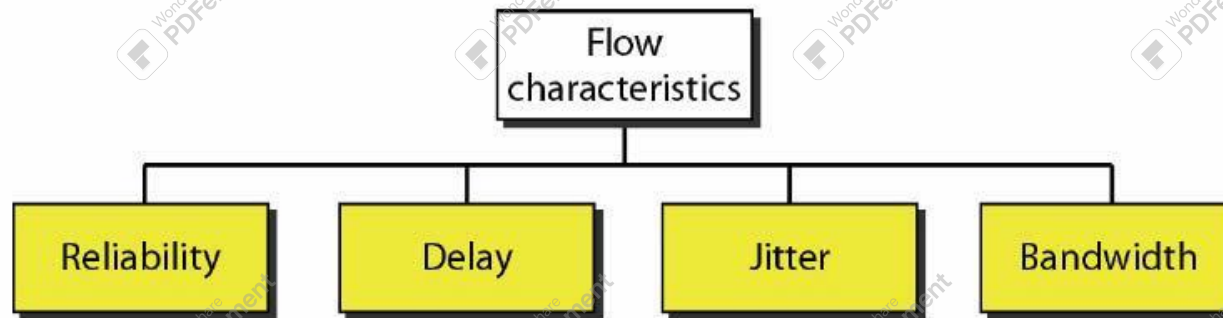 Flow
characteristics
Reliability
Delay
Jitter
Bandwidth